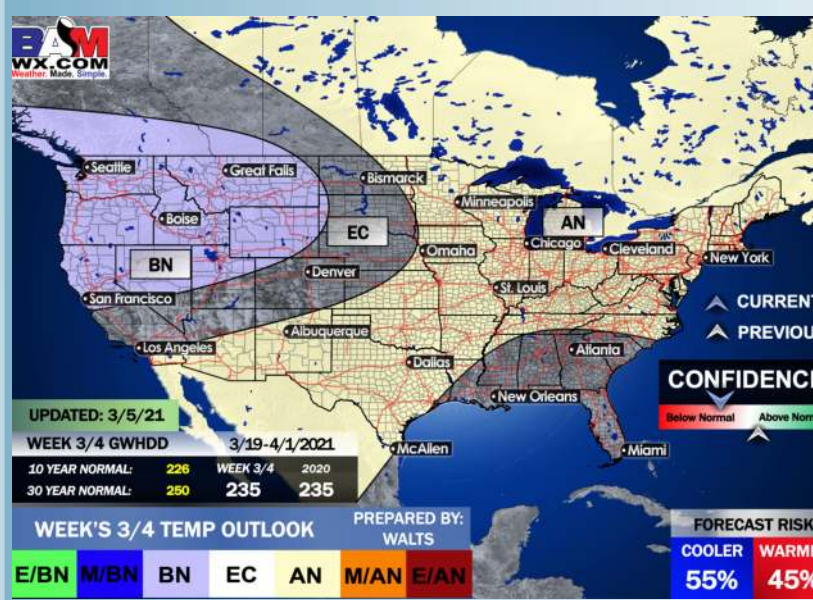 BAM
WX.COM
Weather. Made. Simple.
Seattle
Great Falls
Bismarck
Minneapolis
Boise
EC
AN
Chicago
Cleveland
Omaha
New York
BN
Denver
St. Louis
San Francisco
CURRENT
PREVIOU
Albuquerque
Los Angeles
Atlanta
Dallas
CONFIDENCE
New Orleans
Below Normal
Above Norm
UPDATED: 3/5/21
WEEK 3/4 GWHDD 3/19-4/1/2021
McAllen
Miami
10 YEAR NORMAL: 226 WEEK 3/4 2020
30 YEAR NORMAL: 250 235 235
WEEK'S 3/4 TEMP OUTLOOK
PREPARED BY:
WALTS
FORECAST RISK
COOLER WARME
55% 45%
E/BN M/BN BN EC AN M/AN E/AN